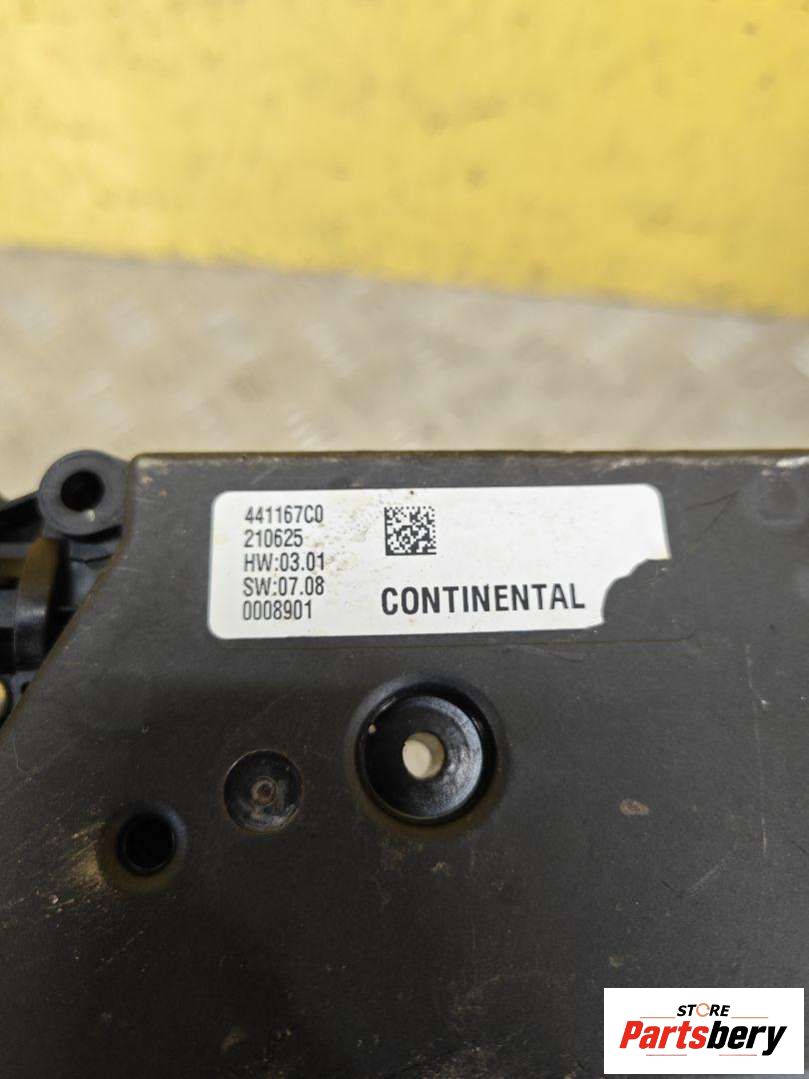 441167C0
210625
HW:03.01
SW:07.08
0008901
CONTINENTAL
STORE
Partsbery